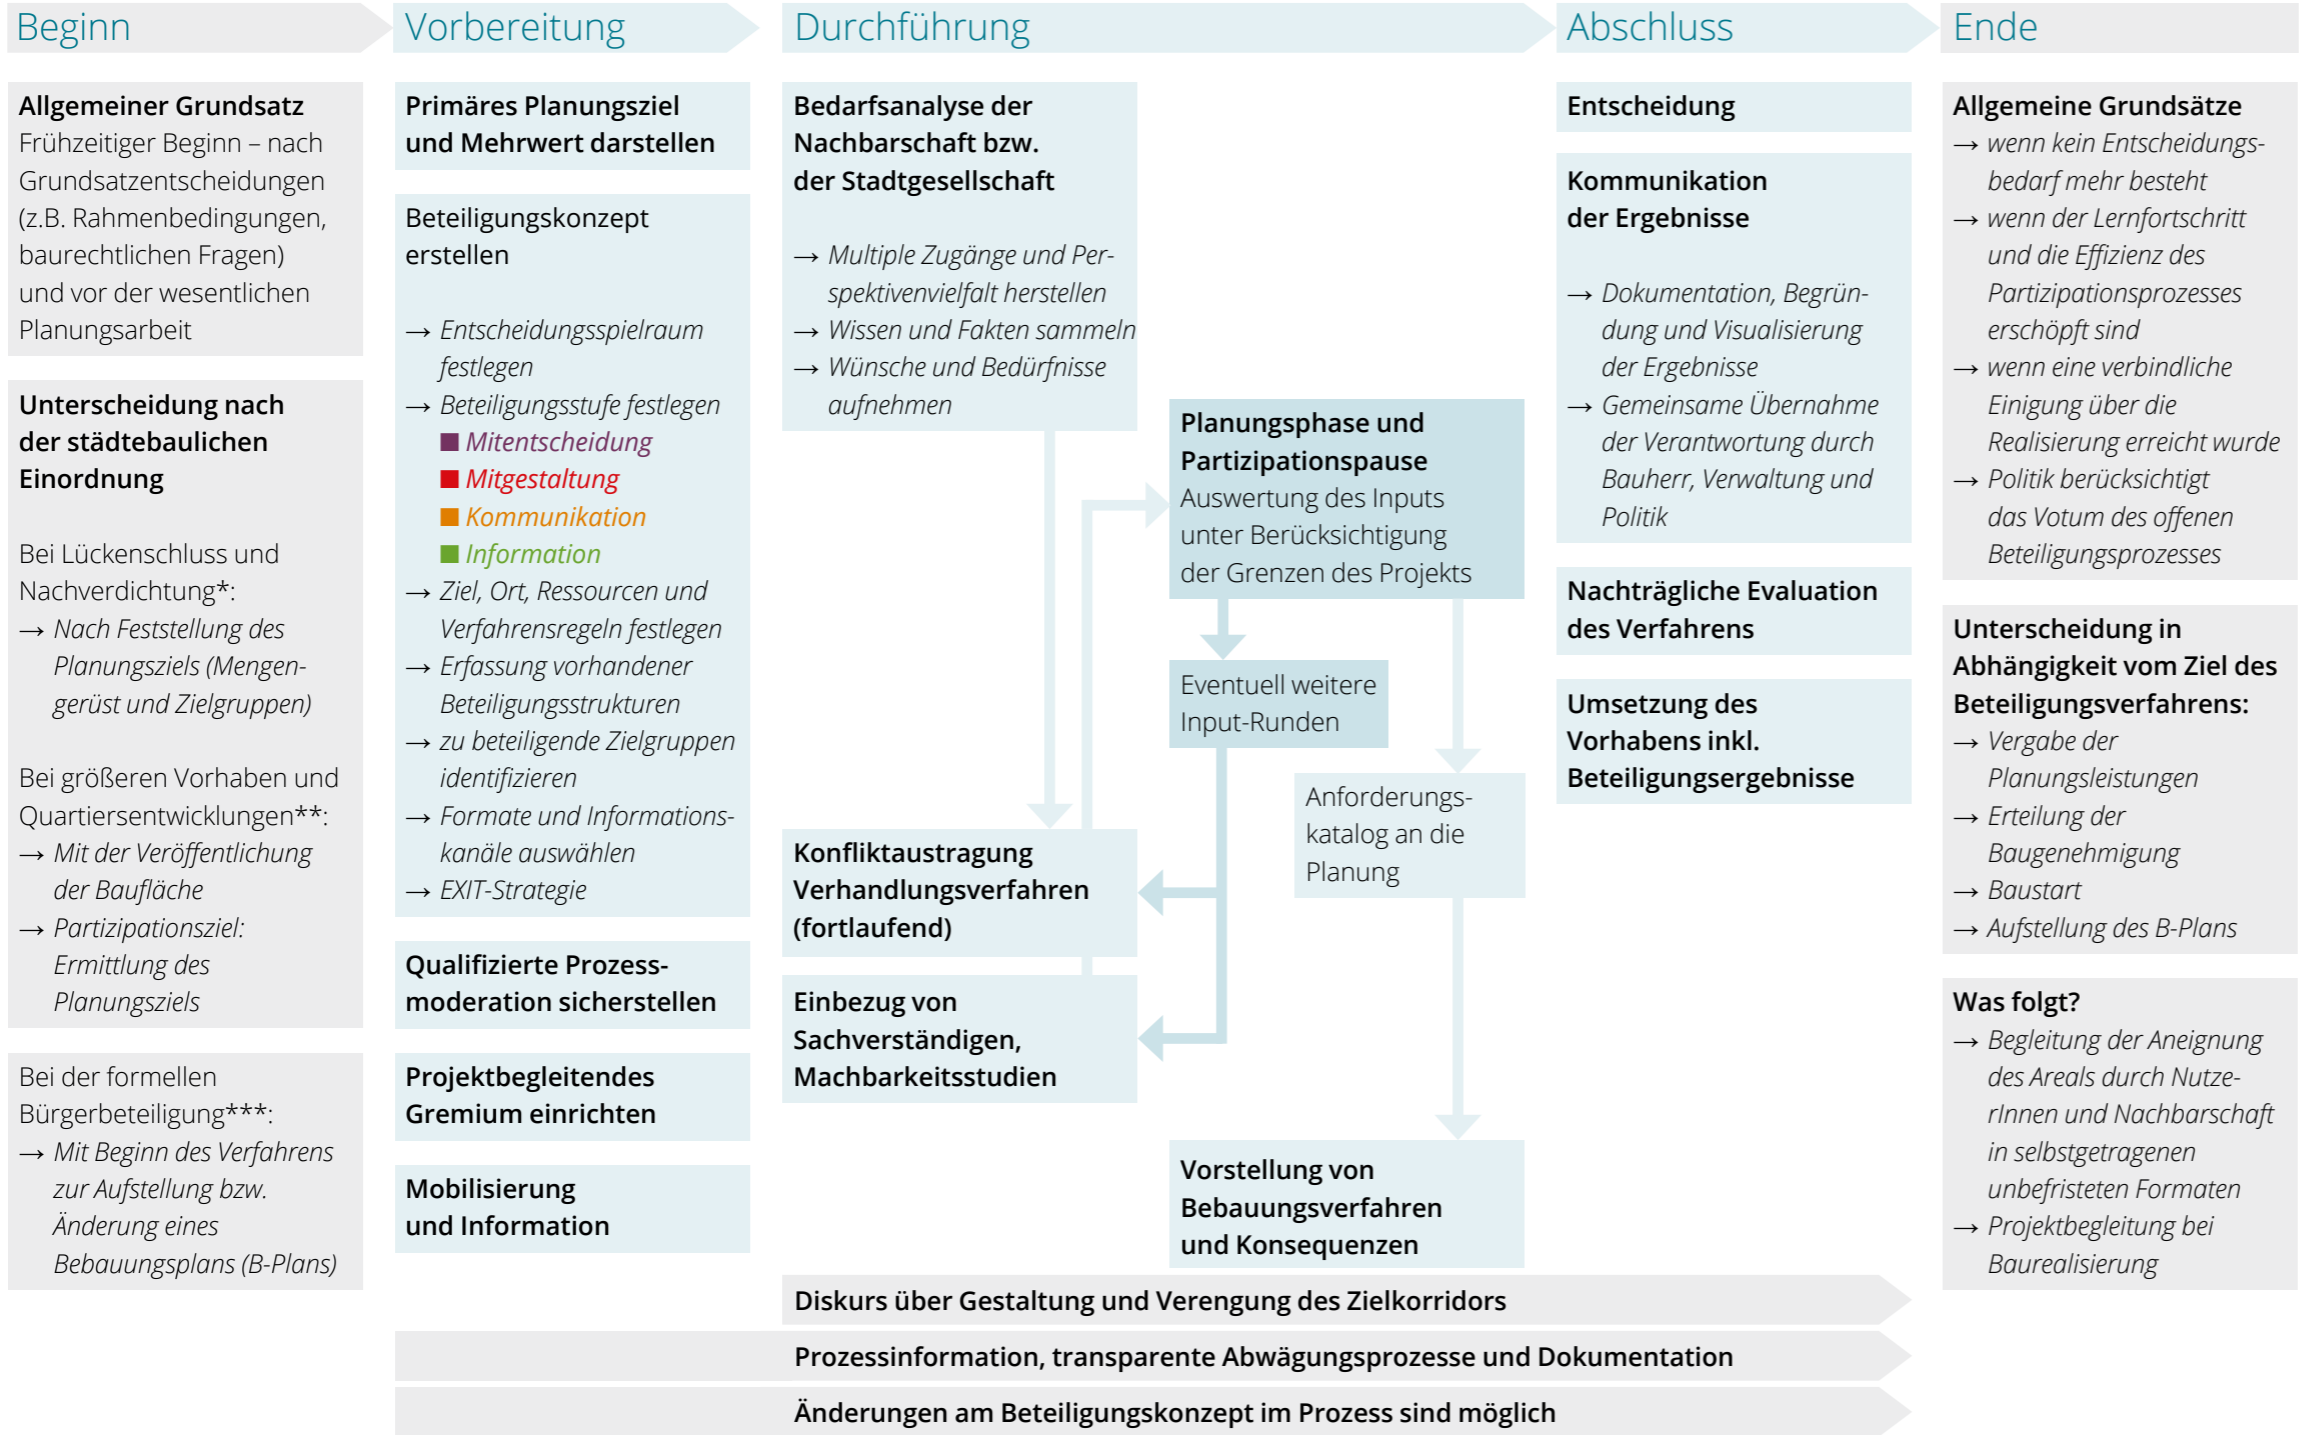 Beginn
Vorbereitung
Durchführung
Abschluss
Ende
Allgemeiner Grundsatz
Frühzeitiger Beginn – nach
Grundsatzentscheidungen
(z.B. Rahmenbedingungen,
baurechtlichen Fragen)
und vor der wesentlichen
Planungsarbeit
Unterscheidung nach
der städtebaulichen
Einordnung
Bei Lückenschluss und
Nachverdichtung*:
→ Nach Feststellung des
Planungsziels (Mengen-
gerüst und Zielgruppen)
Bei größeren Vorhaben und
Quartiersentwicklungen**:
→ Mit der Veröffentlichung
der Baufläche
→ Partizipationsziel:
Ermittlung des
Planungsziels
Bei der formellen
Bürgerbeteiligung***:
→ Mit Beginn des Verfahrens
zur Aufstellung bzw.
Änderung eines
Bebauungsplans (B-Plans)
Primäres Planungsziel
und Mehrwert darstellen
Beteiligungskonzept
erstellen
→ Entscheidungsspielraum
festlegen
→ Beteiligungsstufe festlegen
■ Mitentscheidung
■ Mitgestaltung
■ Kommunikation
■ Information
→ Ziel, Ort, Ressourcen und
Verfahrensregeln festlegen
→ Erfassung vorhandener
Beteiligungsstrukturen
→ zu beteiligende Zielgruppen
identifizieren
→ Formate und Informations-
kanäle auswählen
→ EXIT-Strategie
Qualifizierte Prozess-
moderation sicherstellen
Projektbegleitendes
Gremium einrichten
Mobilisierung
und Information
Bedarfsanalyse der
Nachbarschaft bzw.
der Stadtgesellschaft
→ Multiple Zugänge und Per-
spektivenvielfalt herstellen
→ Wissen und Fakten sammeln
→ Wünsche und Bedürfnisse
aufnehmen
Konfliktaustragung
Verhandlungsverfahren
(fortlaufend)
Einbezug von
Sachverständigen,
Machbarkeitsstudien
Planungsphase und
Partizipationspause
Auswertung des Inputs
unter Berücksichtigung
der Grenzen des Projekts
Eventuell weitere
Input-Runden
Anforderungs-
katalog an die
Planung
Vorstellung von
Bebauungsverfahren
und Konsequenzen
Entscheidung
Kommunikation
der Ergebnisse
→ Dokumentation, Begrün-
dung und Visualisierung
der Ergebnisse
→ Gemeinsame Übernahme
der Verantwortung durch
Bauherr, Verwaltung und
Politik
Nachträgliche Evaluation
des Verfahrens
Umsetzung des
Vorhabens inkl.
Beteiligungsergebnisse
Allgemeine Grundsätze
→ wenn kein Entscheidungs-
bedarf mehr besteht
→ wenn der Lernfortschritt
und die Effizienz des
Partizipationsprozesses
erschöpft sind
→ wenn eine verbindliche
Einigung über die
Realisierung erreicht wurde
→ Politik berücksichtigt
das Votum des offenen
Beteiligungsprozesses
Unterscheidung in
Abhängigkeit vom Ziel des
Beteiligungsverfahrens:
→ Vergabe der
Planungsleistungen
→ Erteilung der
Baugenehmigung
→ Baustart
→ Aufstellung des B-Plans
Was folgt?
→ Begleitung der Aneignung
des Areals durch Nutze-
rInnen und Nachbarschaft
in selbstgetragenen
unbefristeten Formaten
→ Projektbegleitung bei
Baurealisierung
Diskurs über Gestaltung und Verengung des Zielkorridors
Prozessinformation, transparente Abwägungsprozesse und Dokumentation
Änderungen am Beteiligungskonzept im Prozess sind möglich